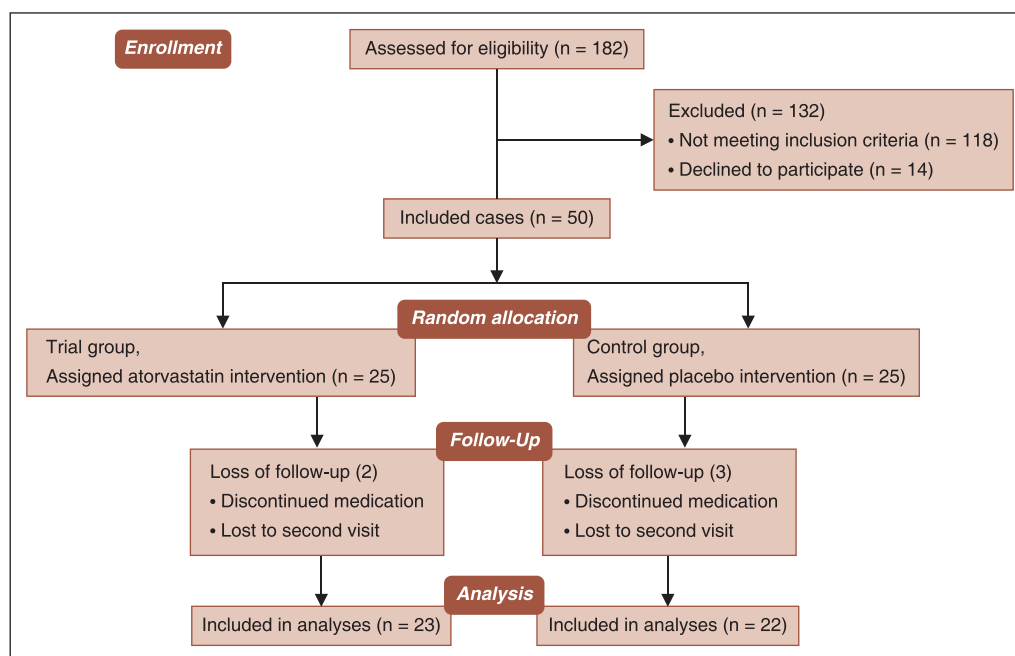 Enrollment
Assessed for eligibility (n = 182)
Excluded (n = 132)
• Not meeting inclusion criteria (n = 118)
• Declined to participate (n = 14)
Included cases (n = 50)
Random allocation
Trial group,
Assigned atorvastatin intervention (n = 25)
Control group,
Assigned placebo intervention (n = 25)
Follow-Up
Loss of follow-up (2)
• Discontinued medication
• Lost to second visit
Loss of follow-up (3)
• Discontinued medication
• Lost to second visit
Analysis
Included in analyses (n = 23)
Included in analyses (n = 22)